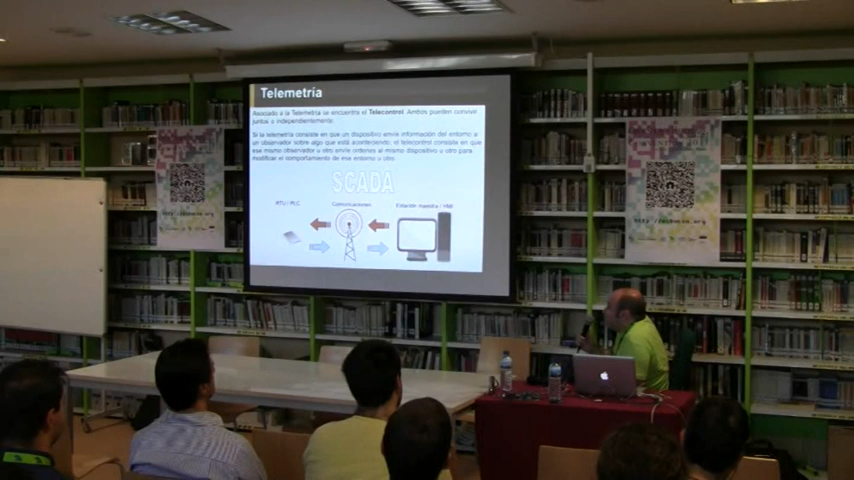 Telemetría
Asociado a la Telemetría se encuentra el Telecontrol. Ambos pueden convivir
juntos o independientemente.
Si la telemetría consiste en que un dispositivo envíe información del entorno a
un observador sobre algo que está aconteciendo, el telecontrol consiste en que
ese mismo observador u otro envíe ordenes al mismo dispositivo u otro para
modificar el comportamiento de ese entorno u otro.
SCADA
RTU / PLC Comunicaciones Estación maestra / HMI